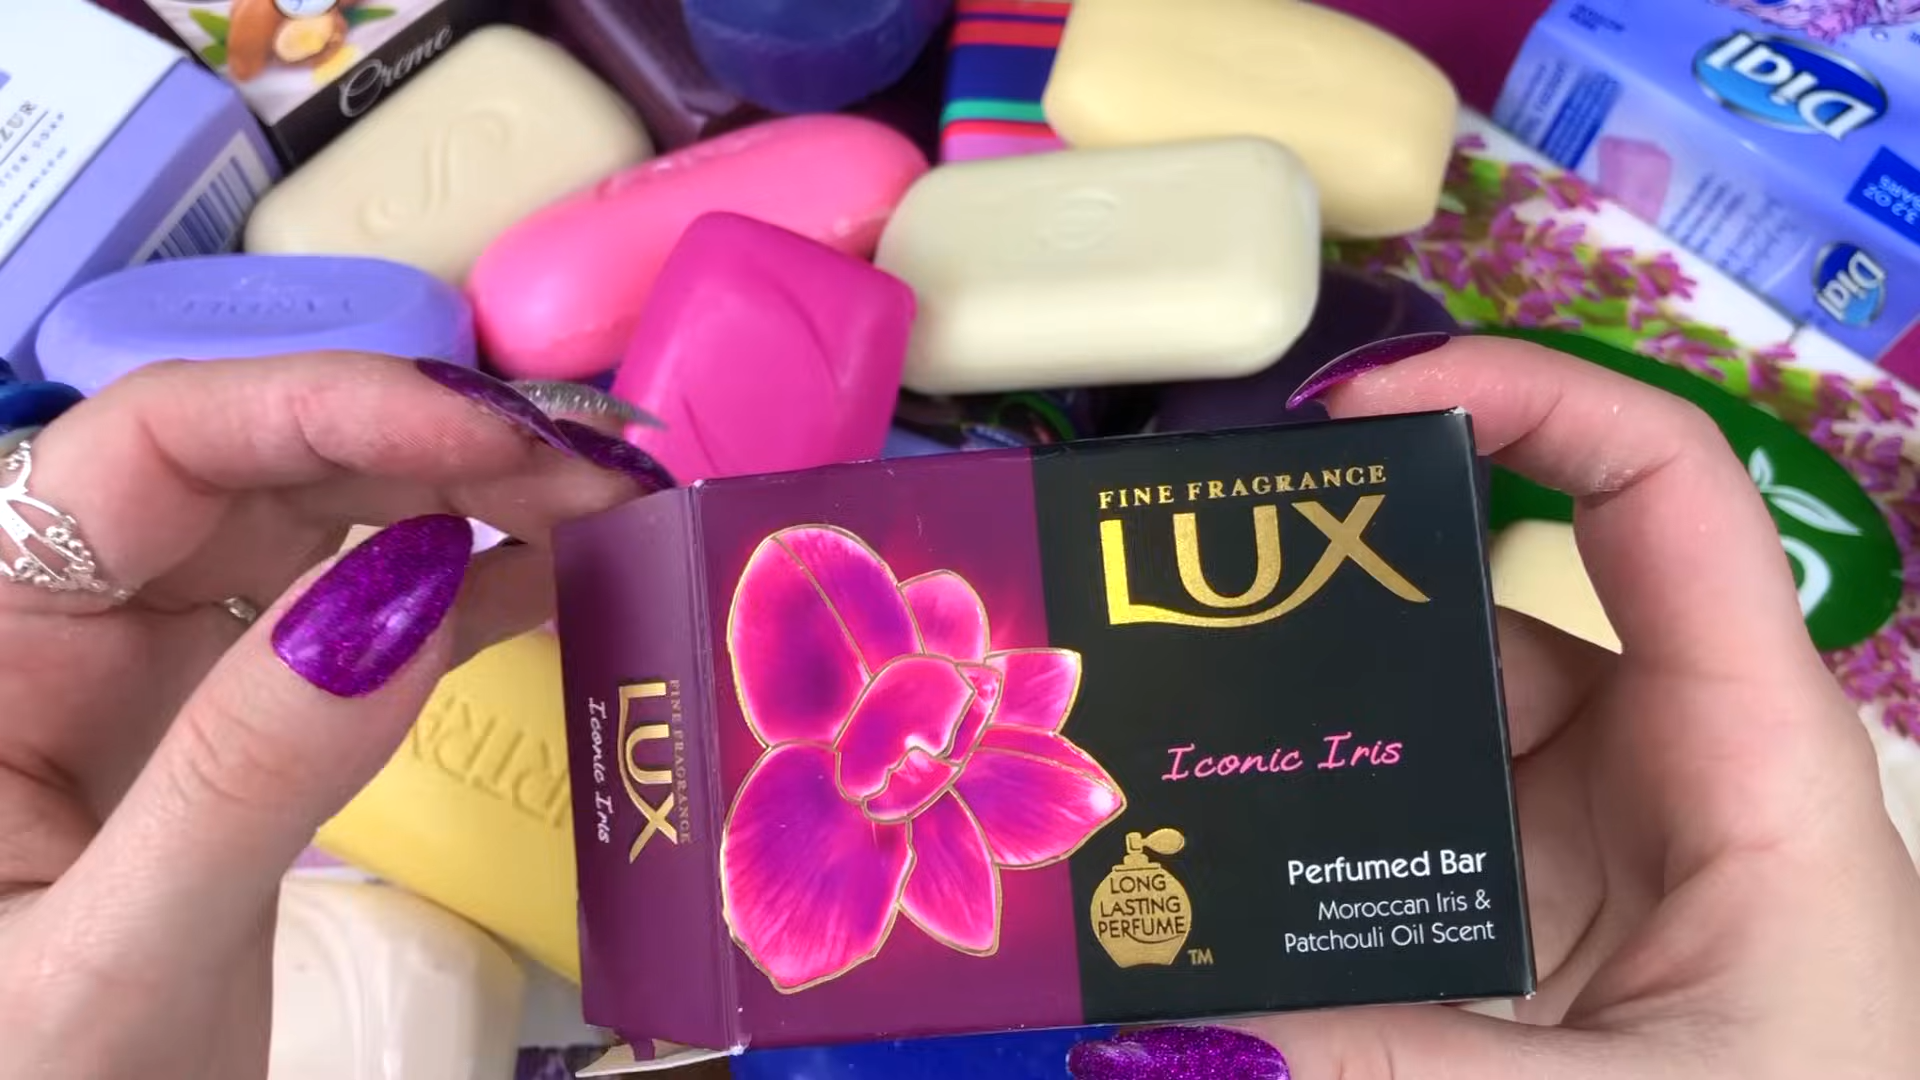 Creme
Dial
Dial
FINE FRAGRANCE
LUX
Iconic Iris
LONG
LASTING
PERFUME
TM
Perfumed Bar
Moroccan Iris &
Patchouli Oil Scent
FINE FRAGRANCE
LUX
Iconic Iris